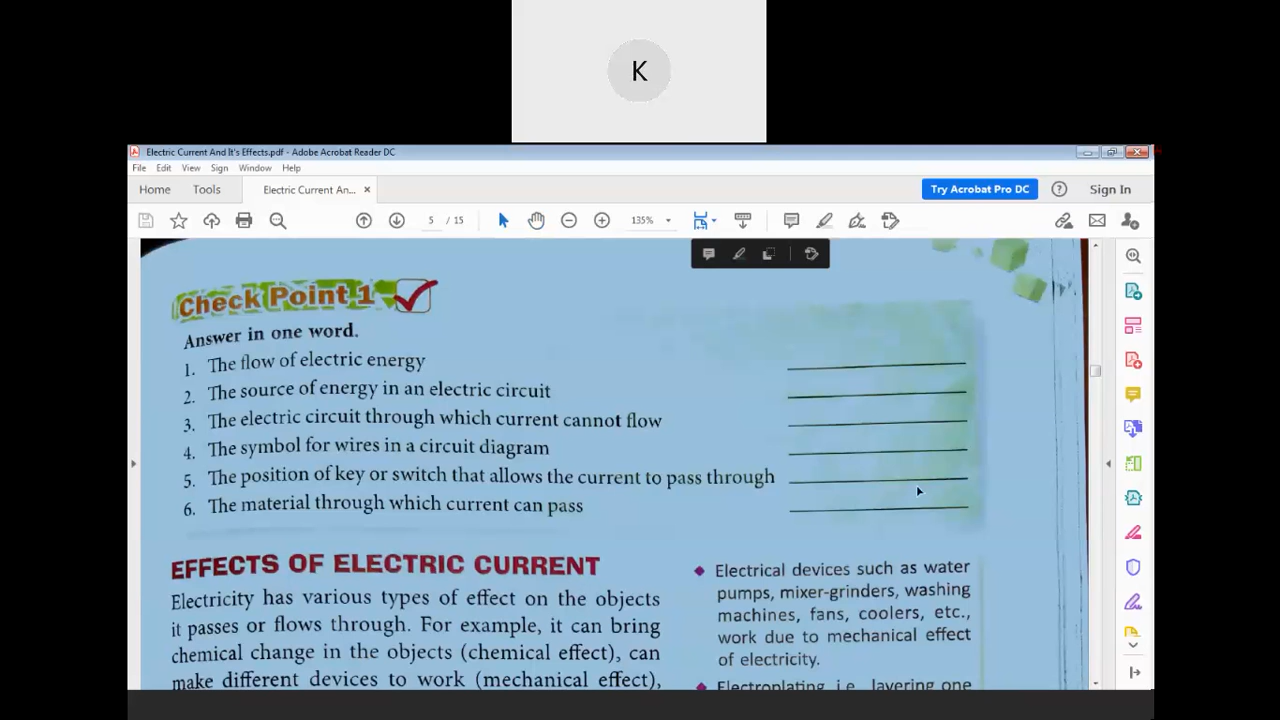 K
Electric Current And It's Effects.pdf - Adobe Acrobat Reader DC
File Edit View Sign Window Help
Home Tools Electric Current An... × Try Acrobat Pro DC Sign In
5 / 15 135%
Check Point 1
Answer in one word.
1. The flow of electric energy
2. The source of energy in an electric circuit
3. The electric circuit through which current cannot flow
4. The symbol for wires in a circuit diagram
5. The position of key or switch that allows the current to pass through
6. The material through which current can pass
EFFECTS OF ELECTRIC CURRENT
Electricity has various types of effect on the objects
it passes or flows through. For example, it can bring
chemical change in the objects (chemical effect), can
make different devices to work (mechanical effect),
Electrical devices such as water
pumps, mixer-grinders, washing
machines, fans, coolers, etc.,
work due to mechanical effect
of electricity.
Electroplating, i.e., layering one